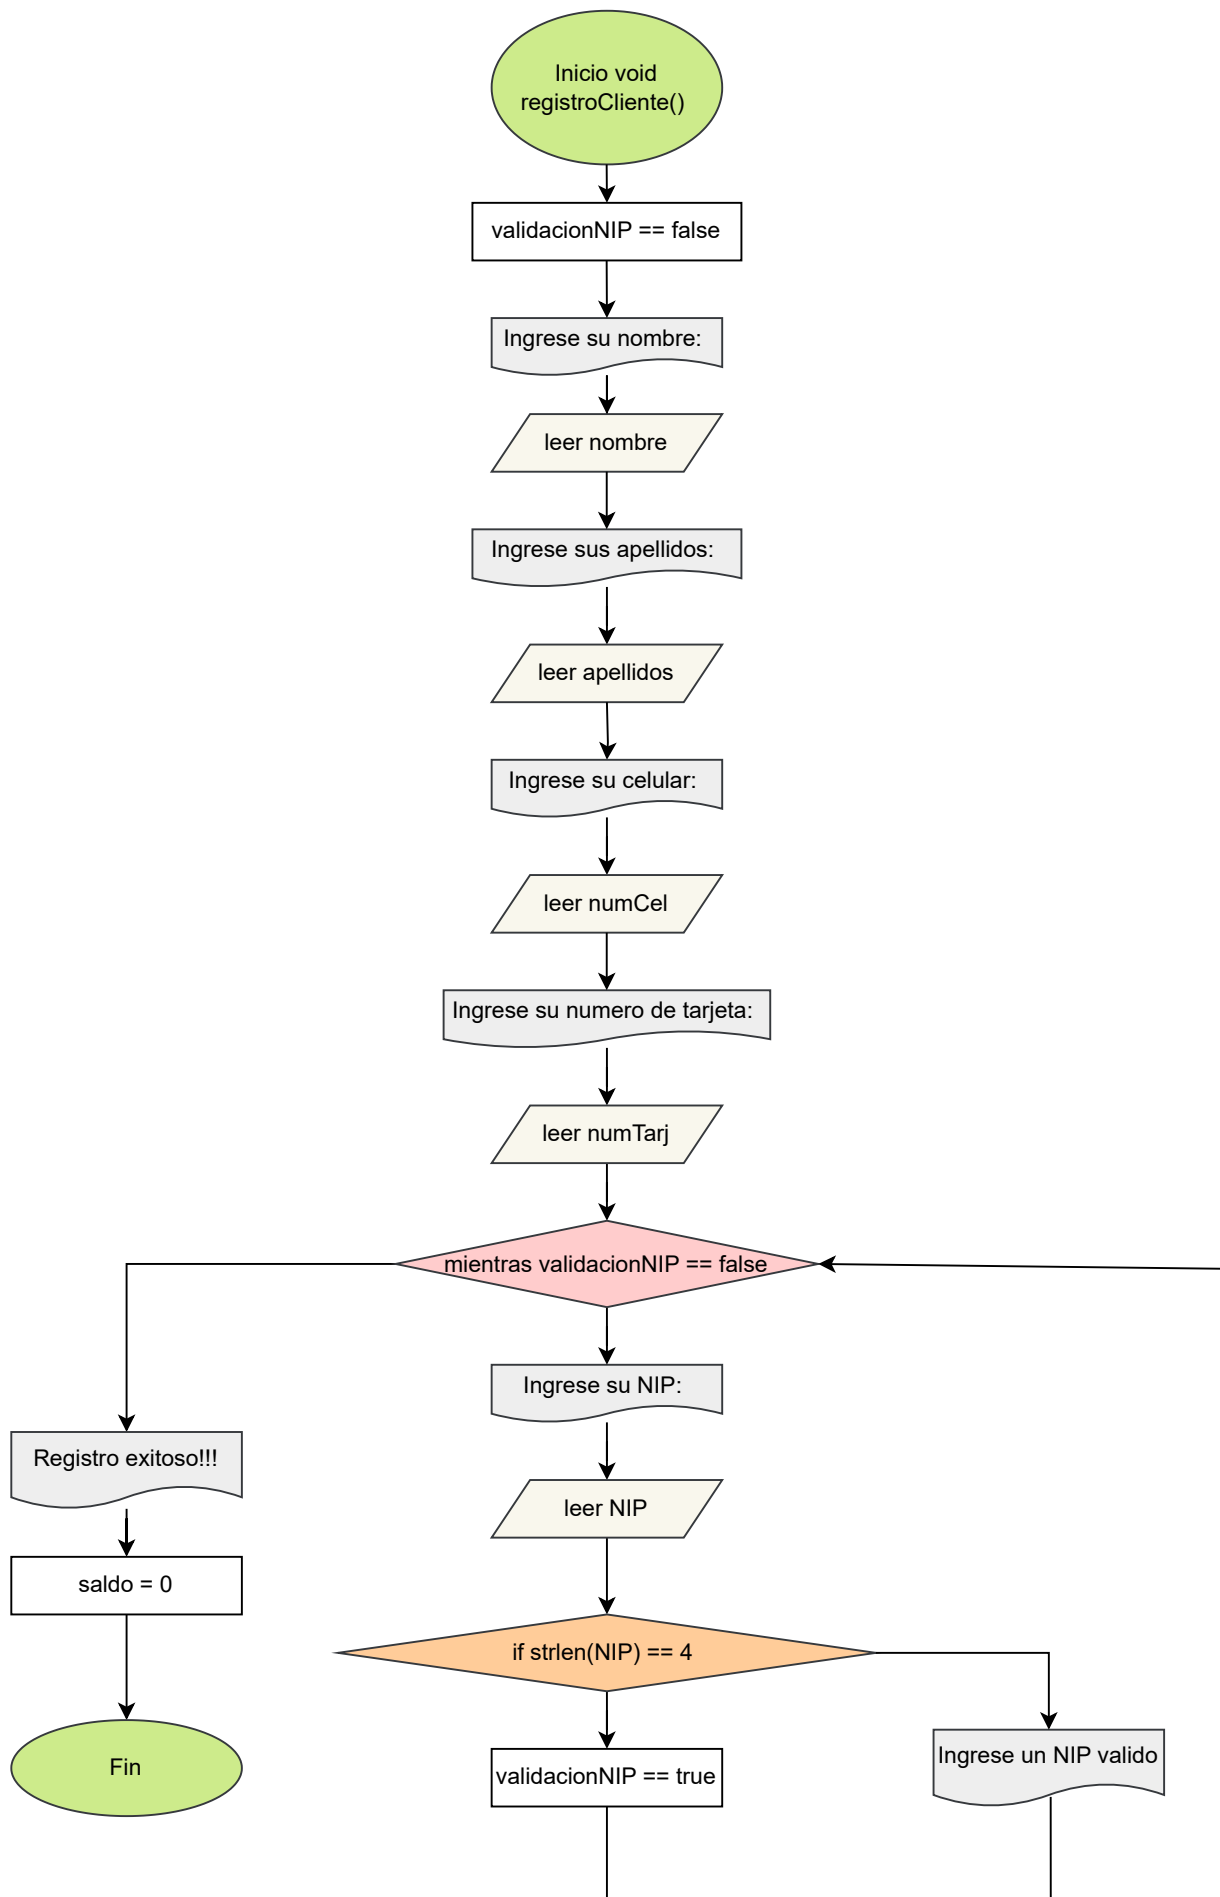 Inicio void
registroCliente()
validacionNIP == false
Ingrese su nombre:
leer nombre
Ingrese sus apellidos:
leer apellidos
Ingrese su celular:
leer numCel
Ingrese su numero de tarjeta:
leer numTarj
mientras validacionNIP == false
Ingrese su NIP:
Registro exitoso!!!
leer NIP
saldo = 0
if strlen(NIP) == 4
Ingrese un NIP valido
Fin
validacionNIP == true